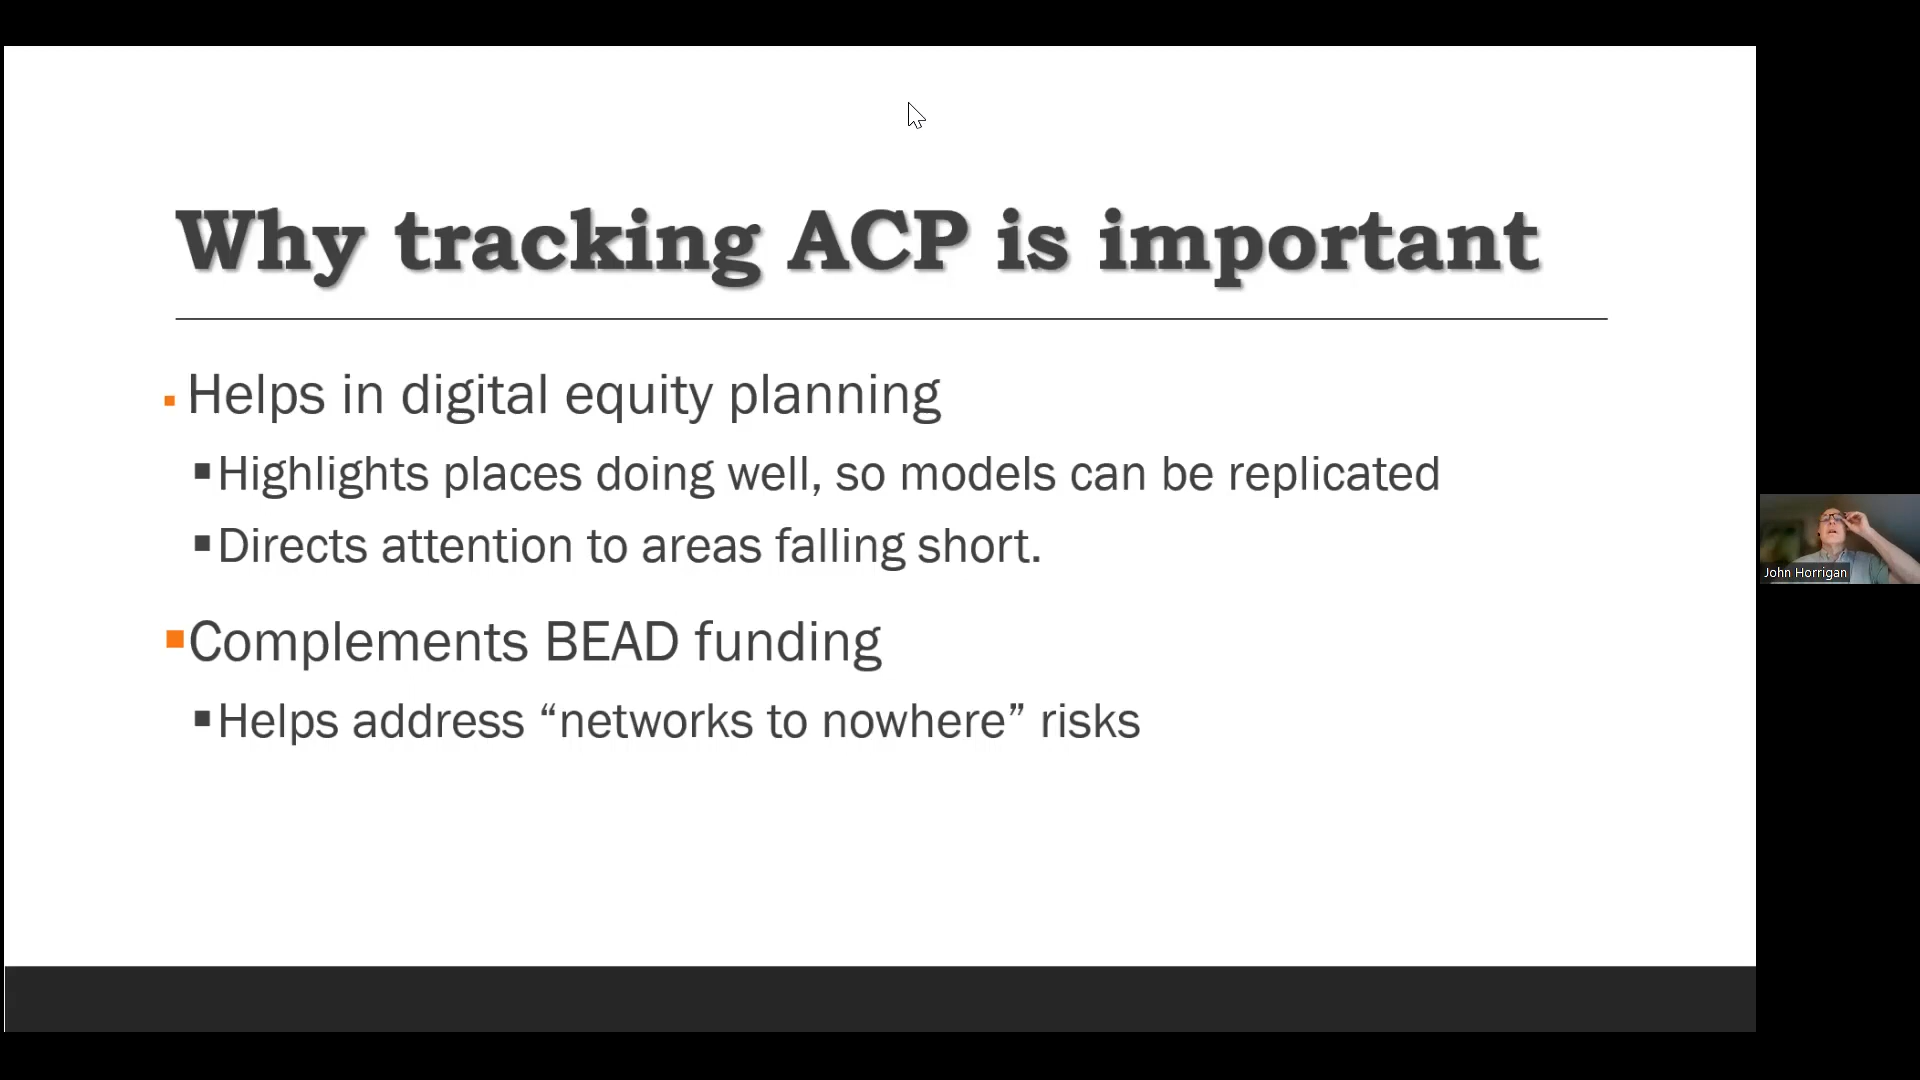 Why tracking ACP is important
Helps in digital equity planning
Highlights places doing well, so models can be replicated
Directs attention to areas falling short.
Complements BEAD funding
Helps address “networks to nowhere” risks
John Horrigan